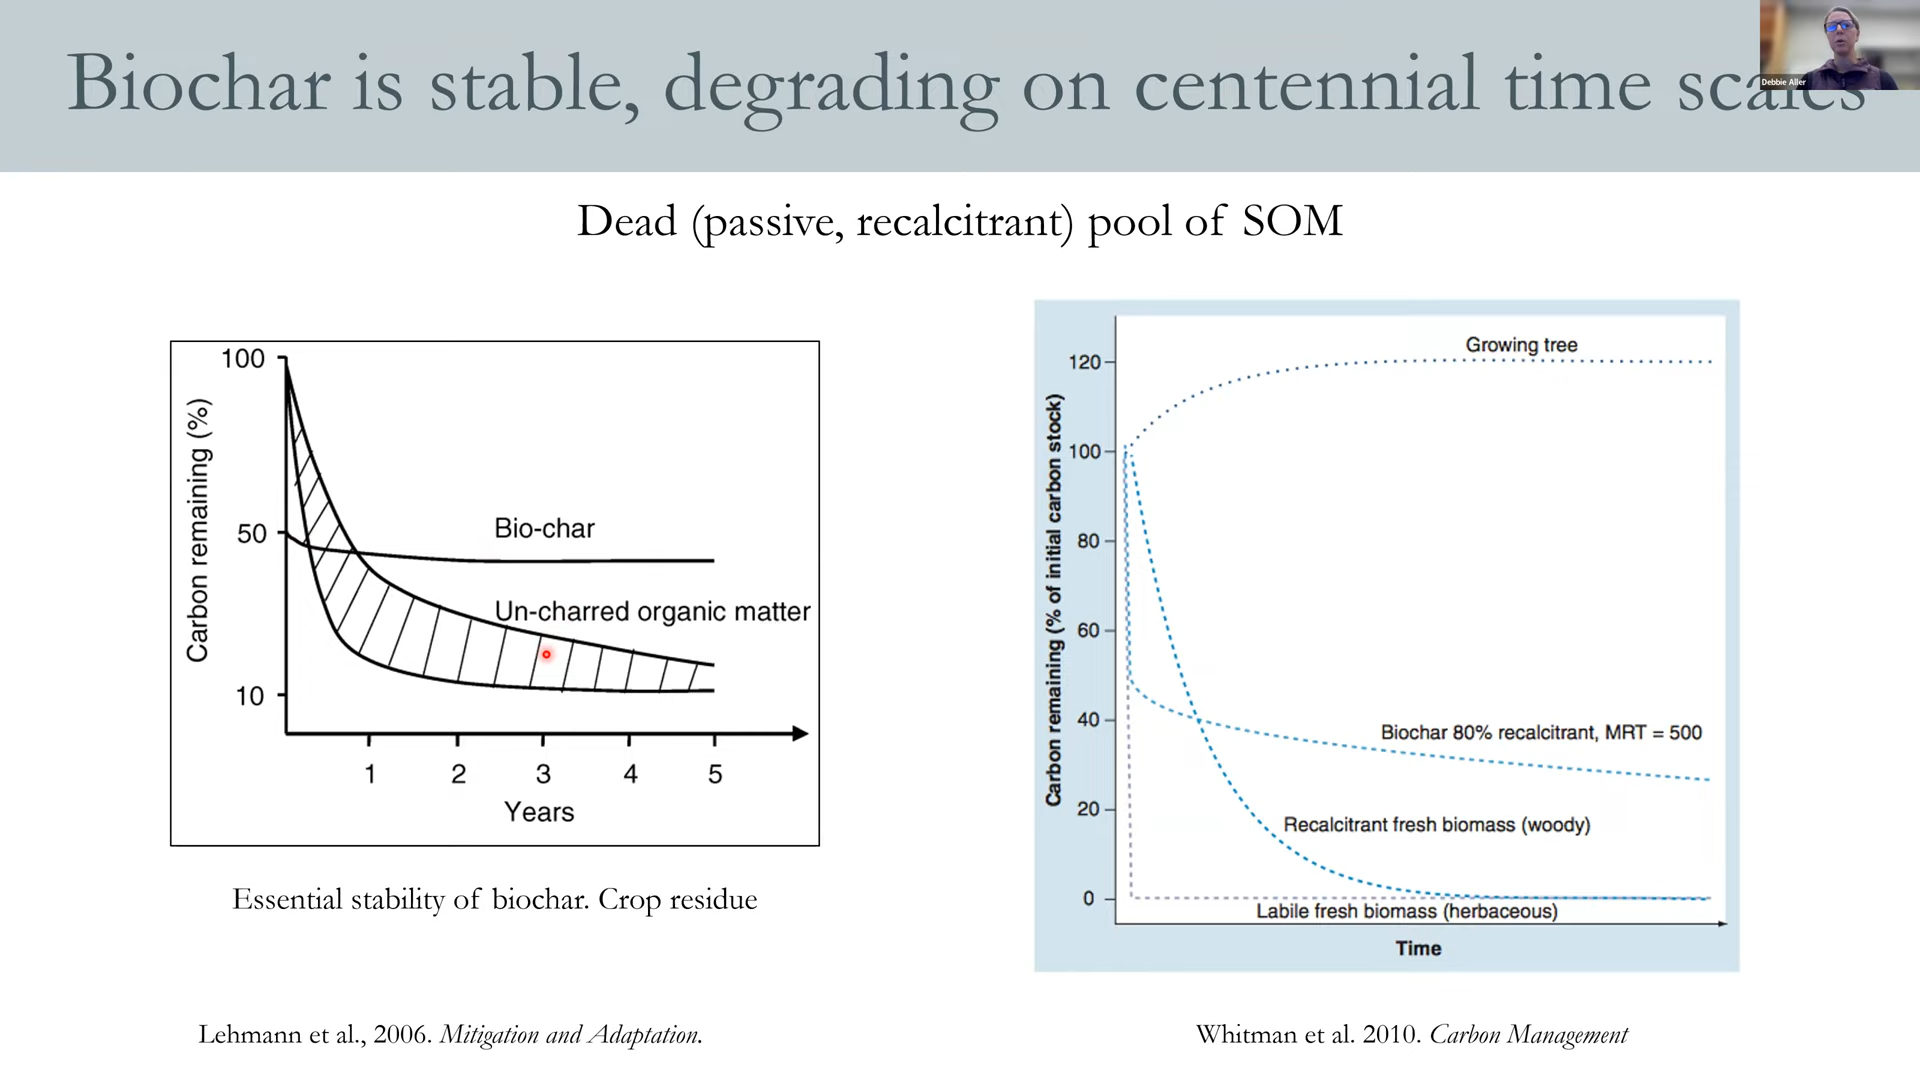 Biochar is stable, degrading on centennial time scales
Debbie Aller
Dead (passive, recalcitrant) pool of SOM
100
50
10
Carbon remaining (%)
Bio-char
Un-charred organic matter
1 2 3 4 5
Years
Essential stability of biochar. Crop residue
Lehmann et al., 2006. Mitigation and Adaptation.
120
100
80
60
40
20
0
Carbon remaining (% of initial carbon stock)
Growing tree
Biochar 80% recalcitrant, MRT = 500
Recalcitrant fresh biomass (woody)
Labile fresh biomass (herbaceous)
Time
Whitman et al. 2010. Carbon Management